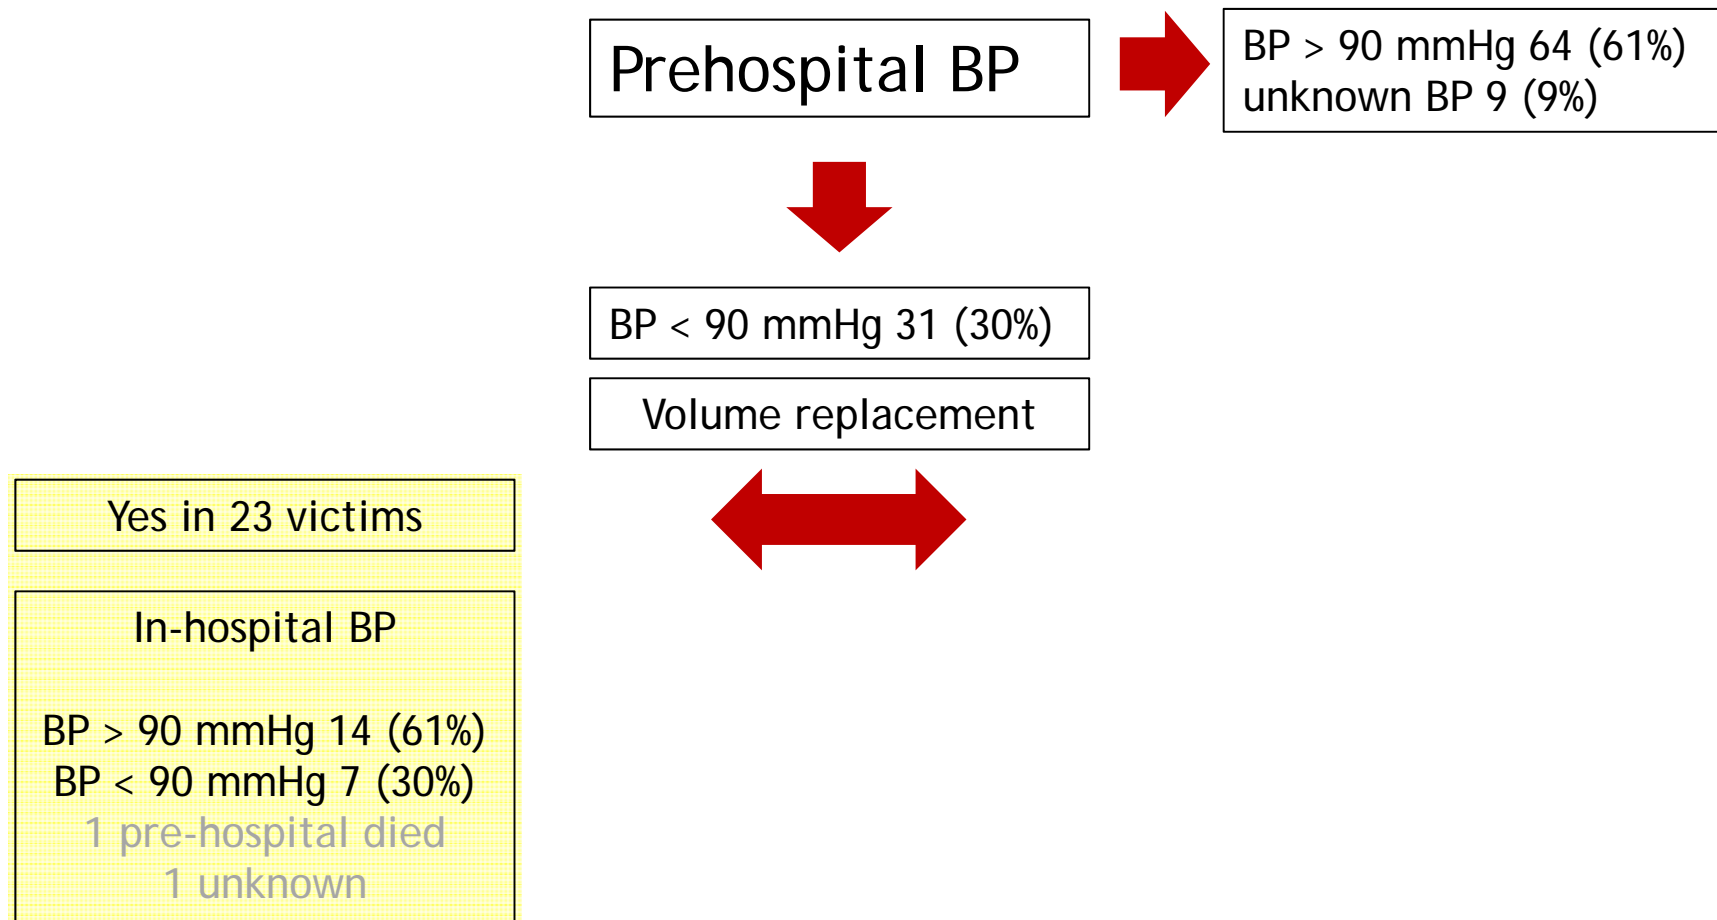 Prehospital BP
BP > 90 mmHg 64 (61%)
unknown BP 9 (9%)
BP < 90 mmHg 31 (30%)
Volume replacement
Yes in 23 victims
In-hospital BP
BP > 90 mmHg 14 (61%)
BP < 90 mmHg 7 (30%)
1 pre-hospital died
1 unknown